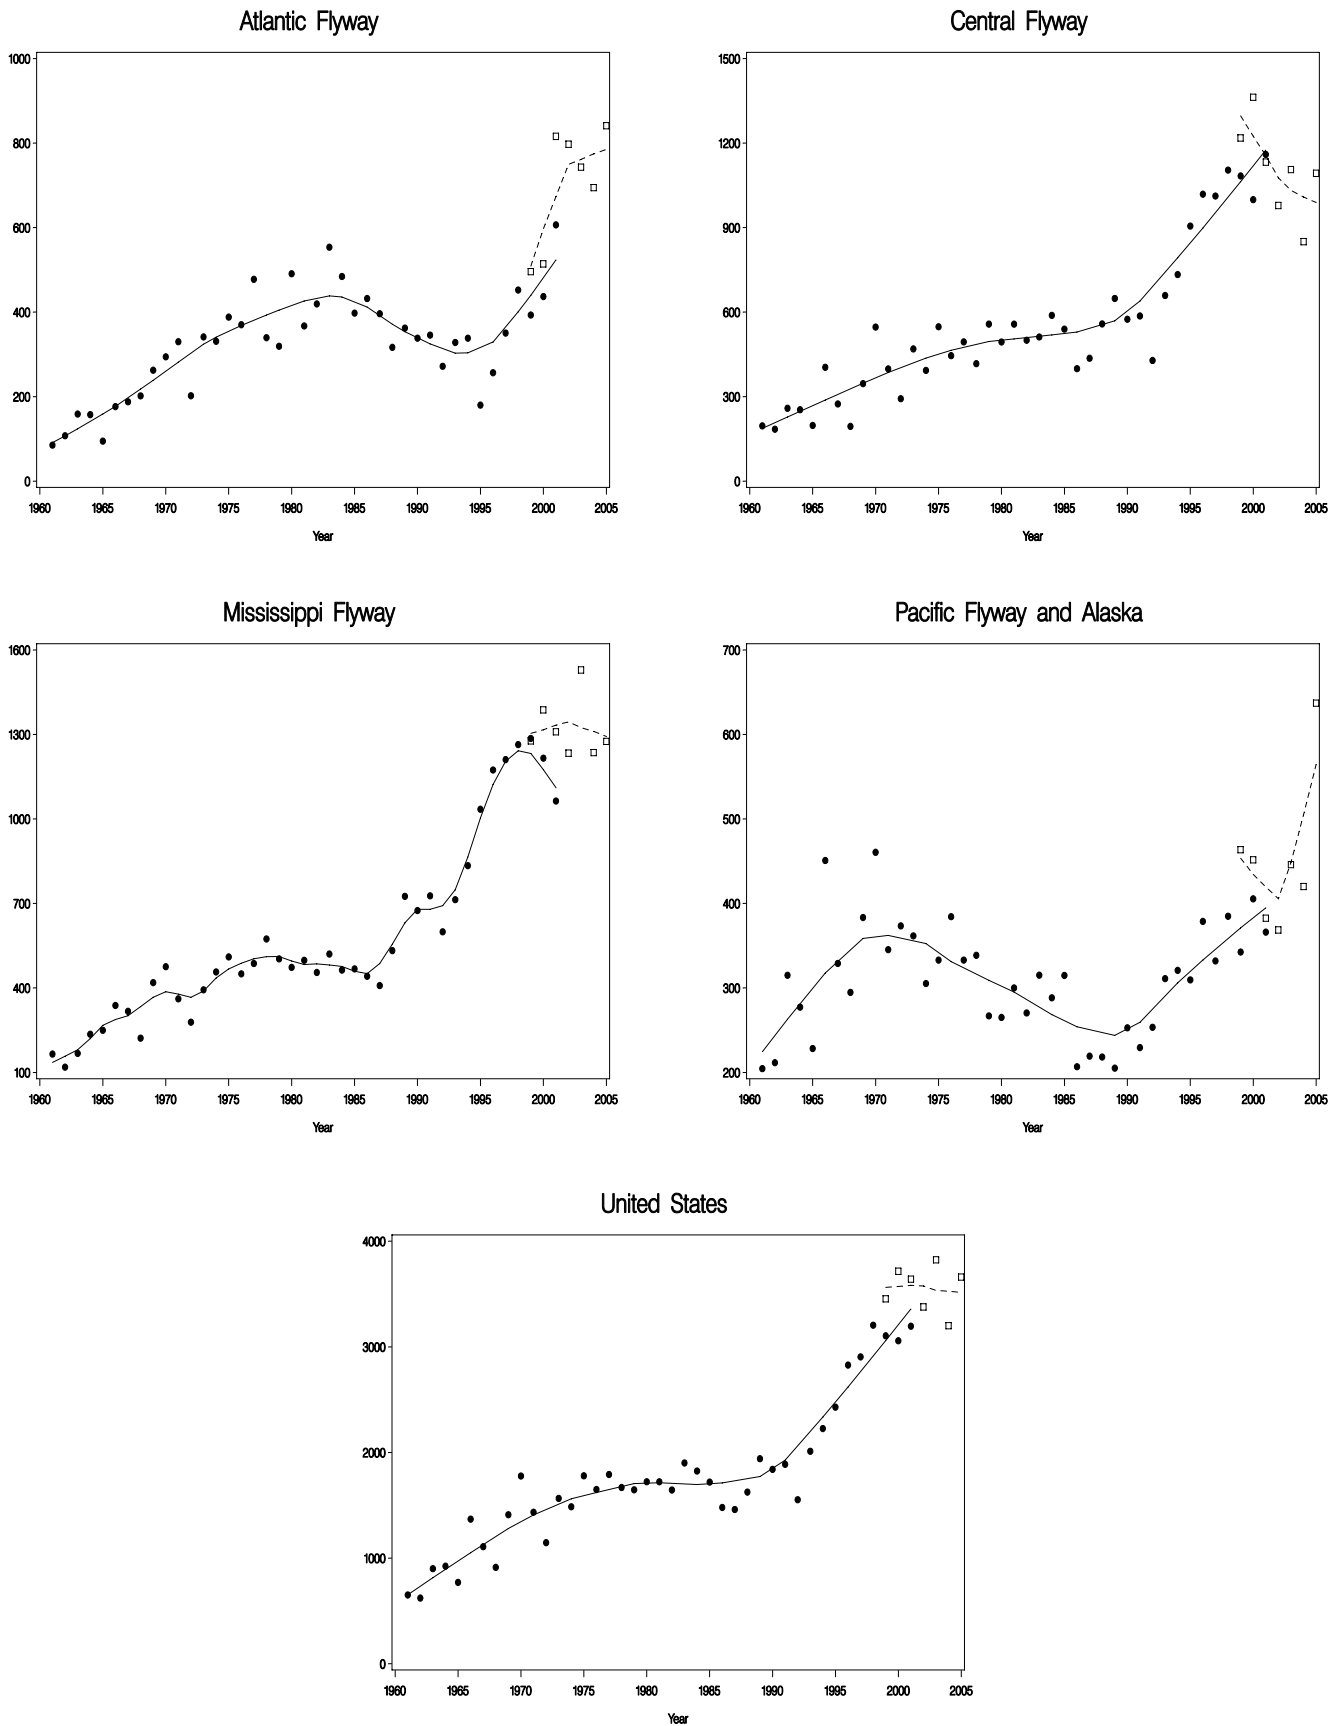 Atlantic Flyway
1000
800
600
400
200
0
1960 1965 1970 1975 1980 1985 1990 1995 2000 2005
Year
Central Flyway
1500
1200
900
600
300
0
1960 1965 1970 1975 1980 1985 1990 1995 2000 2005
Year
Mississippi Flyway
1600
1300
1000
700
400
100
1960 1965 1970 1975 1980 1985 1990 1995 2000 2005
Year
Pacific Flyway and Alaska
700
600
500
400
300
200
1960 1965 1970 1975 1980 1985 1990 1995 2000 2005
Year
United States
4000
3000
2000
1000
0
1960 1965 1970 1975 1980 1985 1990 1995 2000 2005
Year